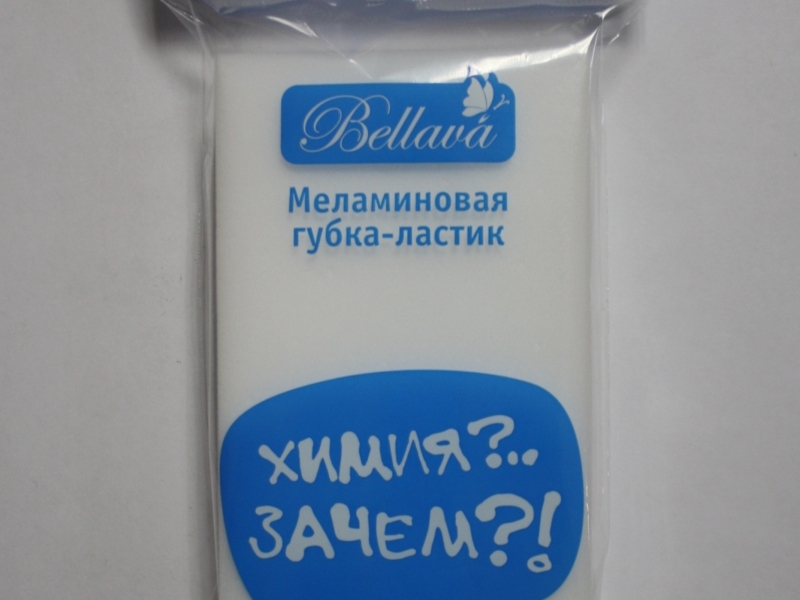 Bellava
Меламиновая
губка-ластик
ХИМИЯ?..
ЗАЧЕМ?!